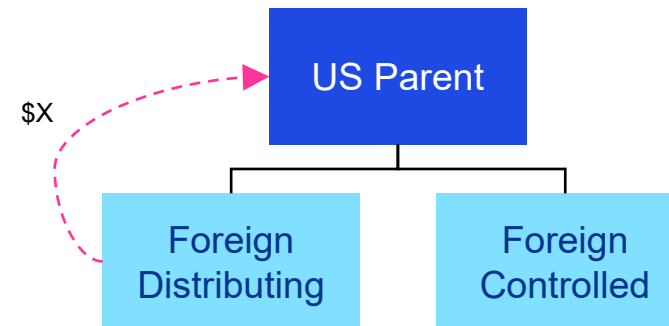 US Parent
$X
Foreign
Distributing
Foreign
Controlled